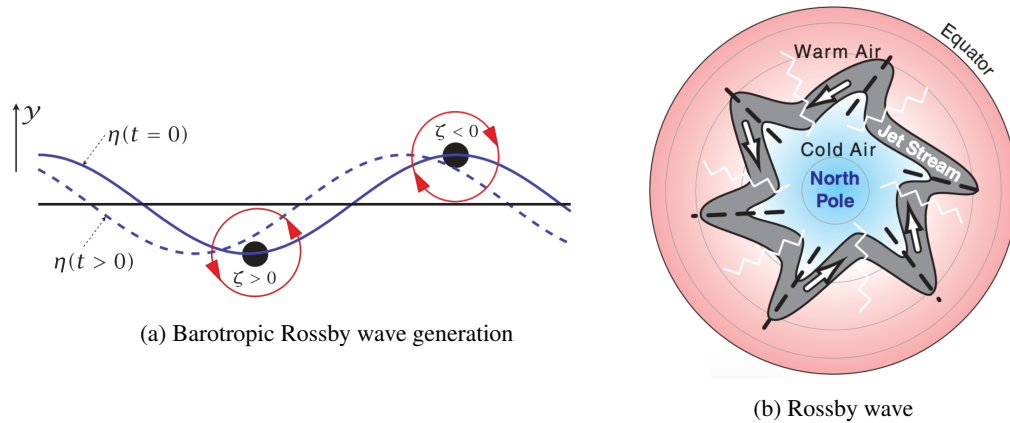 y
η(t = 0)
ζ < 0
ζ > 0
η(t > 0)
(a) Barotropic Rossby wave generation
Equator
Warm Air
Jet Stream
Cold Air
North
Pole
(b) Rossby wave